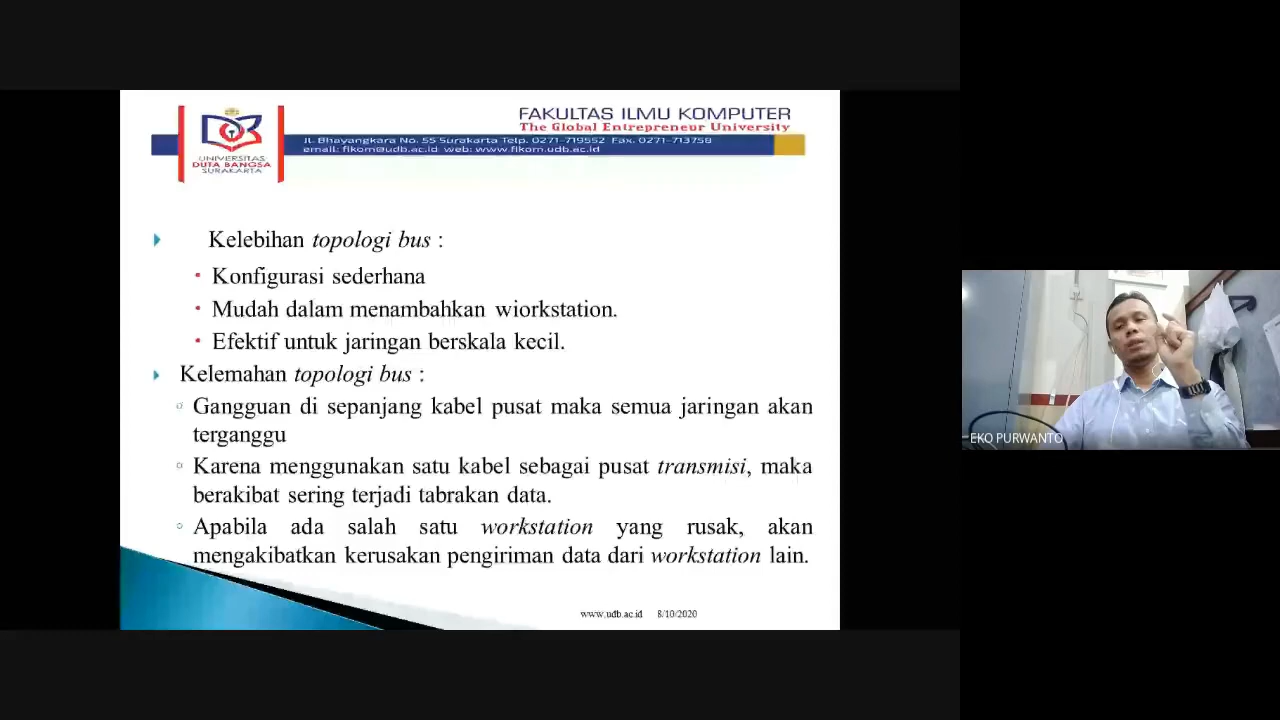 FAKULTAS ILMU KOMPUTER
The Global Entrepreneur University
Jl. Bhayangkara No. 55 Surakarta Telp. 0271-719552 Fax. 0271-713758
email: fikom@udb.ac.id web: www.fikom.udb.ac.id
UNIVERSITAS
DUTA BANGSA
SURAKARTA
Kelebihan topologi bus :
Konfigurasi sederhana
Mudah dalam menambahkan wiorkstation.
Efektif untuk jaringan berskala kecil.
Kelemahan topologi bus :
Gangguan di sepanjang kabel pusat maka semua jaringan akan
terganggu
Karena menggunakan satu kabel sebagai pusat transmisi, maka
berakibat sering terjadi tabrakan data.
Apabila ada salah satu workstation yang rusak, akan
mengakibatkan kerusakan pengiriman data dari workstation lain.
www.udb.ac.id 8/10/2020
EKO PURWANTO